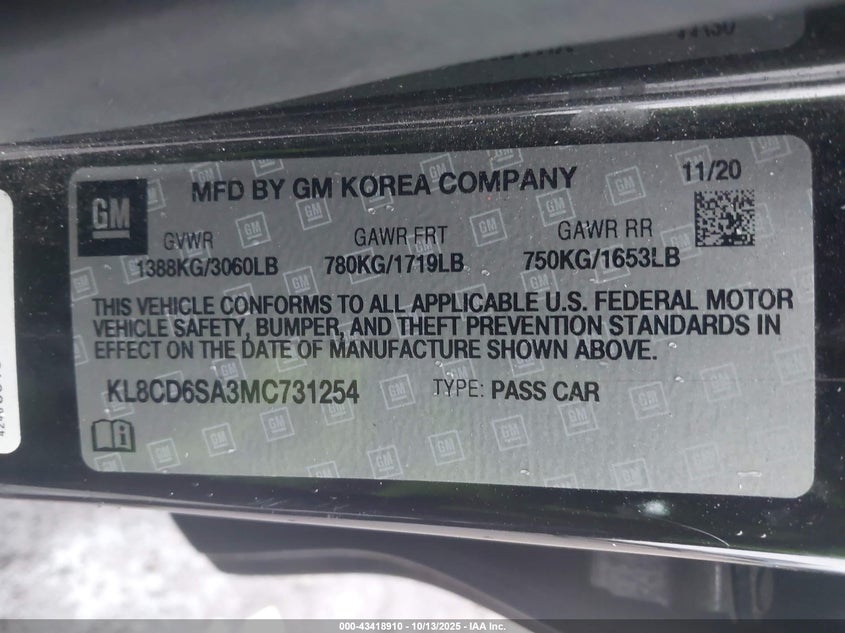 MFD BY GM KOREA COMPANY
11/20
GM
GVWR
1388KG/3060LB
GAWR FRT
780KG/1719LB
GAWR RR
750KG/1653LB
THIS VEHICLE CONFORMS TO ALL APPLICABLE U.S. FEDERAL MOTOR
VEHICLE SAFETY, BUMPER, AND THEFT PREVENTION STANDARDS IN
EFFECT ON THE DATE OF MANUFACTURE SHOWN ABOVE.
KL8CD6SA3MC731254
TYPE: PASS CAR
000-43418910 - 10/13/2025 - IAA Inc.